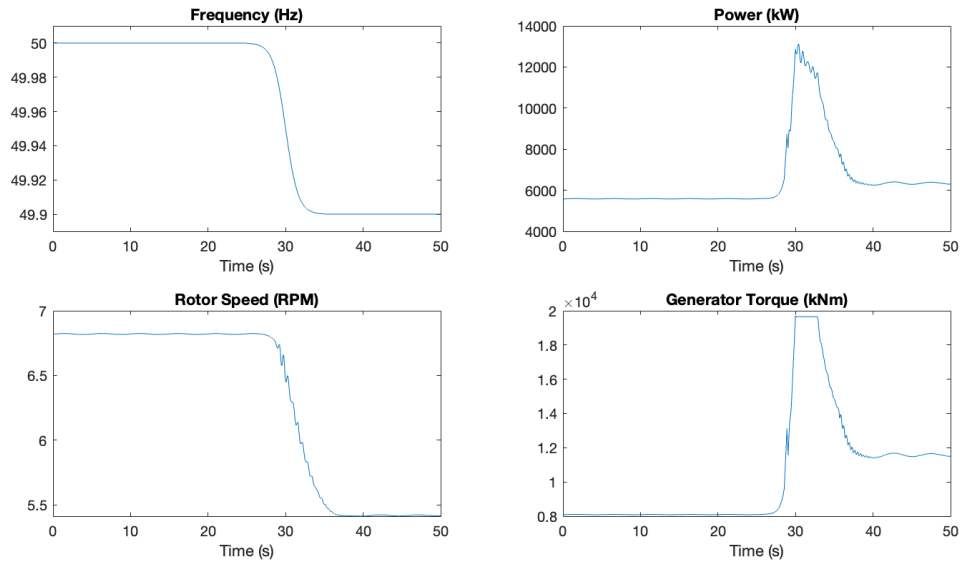 Frequency (Hz)
50
49.98
49.96
49.94
49.92
49.9
0 10 20 30 40 50
Time (s)
Power (kW)
14000
12000
10000
8000
6000
4000
0 10 20 30 40 50
Time (s)
Rotor Speed (RPM)
7
6.5
6
5.5
0 10 20 30 40 50
Time (s)
Generator Torque (kNm)
×10⁴
2
1.8
1.6
1.4
1.2
1
0.8
0 10 20 30 40 50
Time (s)